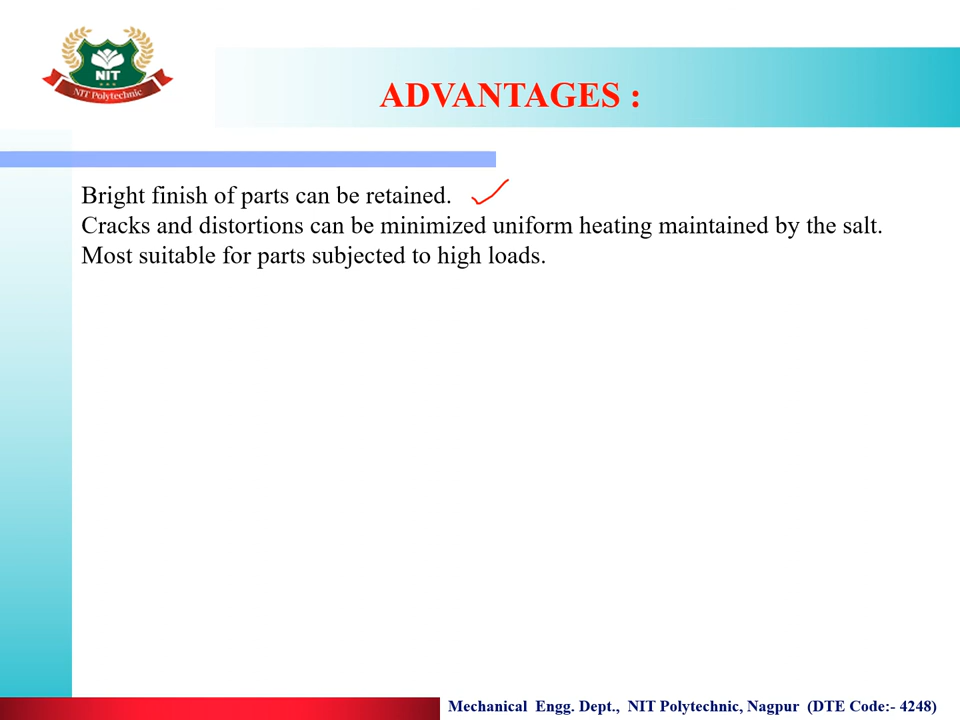 NIT
NIT Polytechnic
ADVANTAGES :
Bright finish of parts can be retained.
Cracks and distortions can be minimized uniform heating maintained by the salt.
Most suitable for parts subjected to high loads.
Mechanical Engg. Dept., NIT Polytechnic, Nagpur (DTE Code:- 4248)